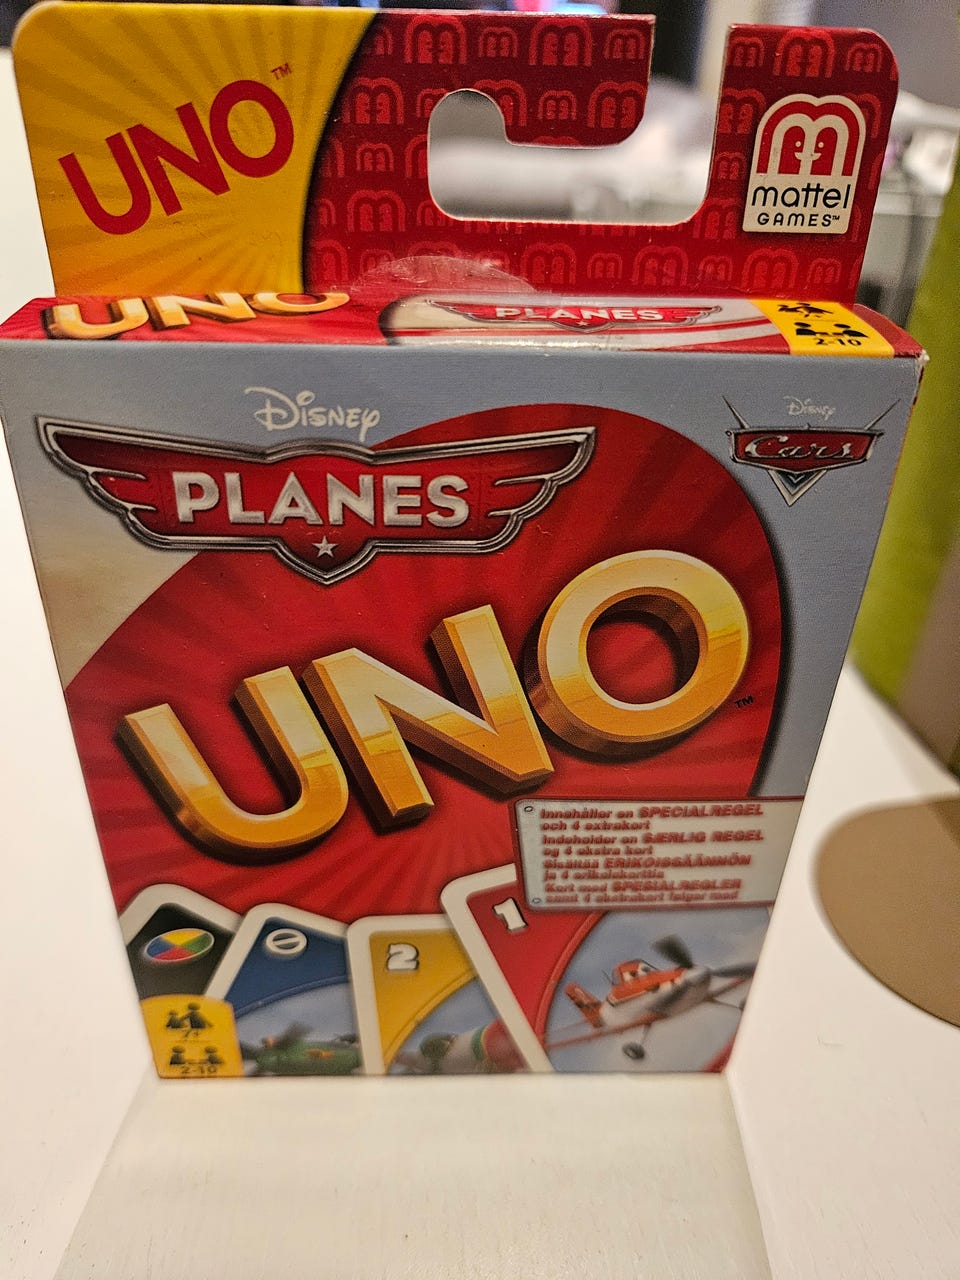 UNO™
mattel
GAMES™
UNO
PLANES
7+
2-10
Disney
PLANES
Disney
Cars
UNO™
Innehåller en SPECIALREGEL
och 4 extrakort
Indeholder en SÆRLIG REGEL
og 4 ekstra kort
Sisältää ERIKOISSÄÄNNÖN
ja 4 erikoiskorttia
Kort med SPESIALREGLER
samt 4 ekstrakort følger med
1
2
7+
2-10